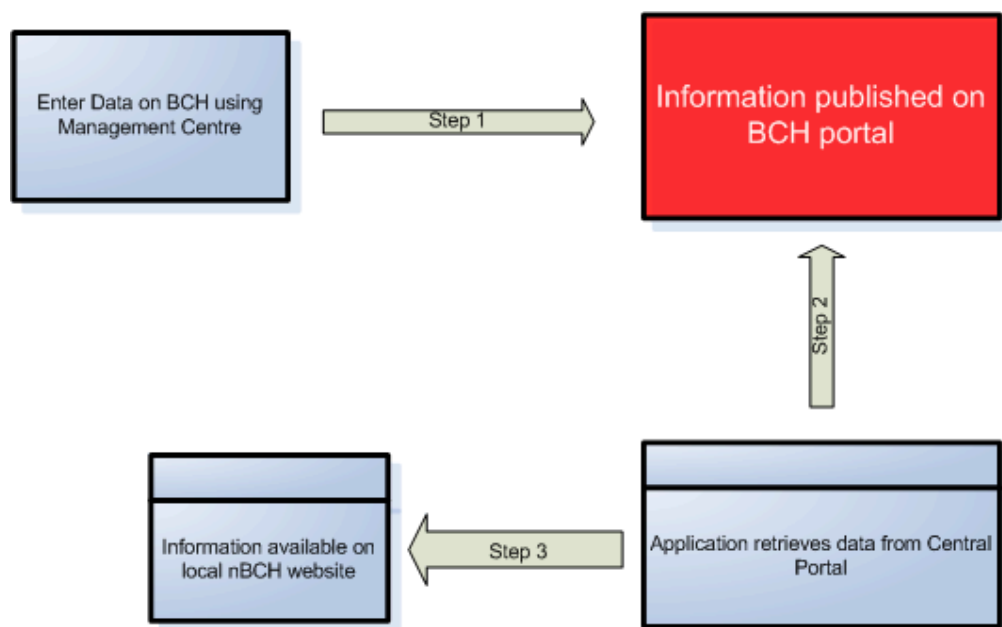 Enter Data on BCH using
Management Centre
Step 1
Information published on
BCH portal
Step 2
Information available on
local nBCH website
Step 3
Application retrieves data from Central
Portal